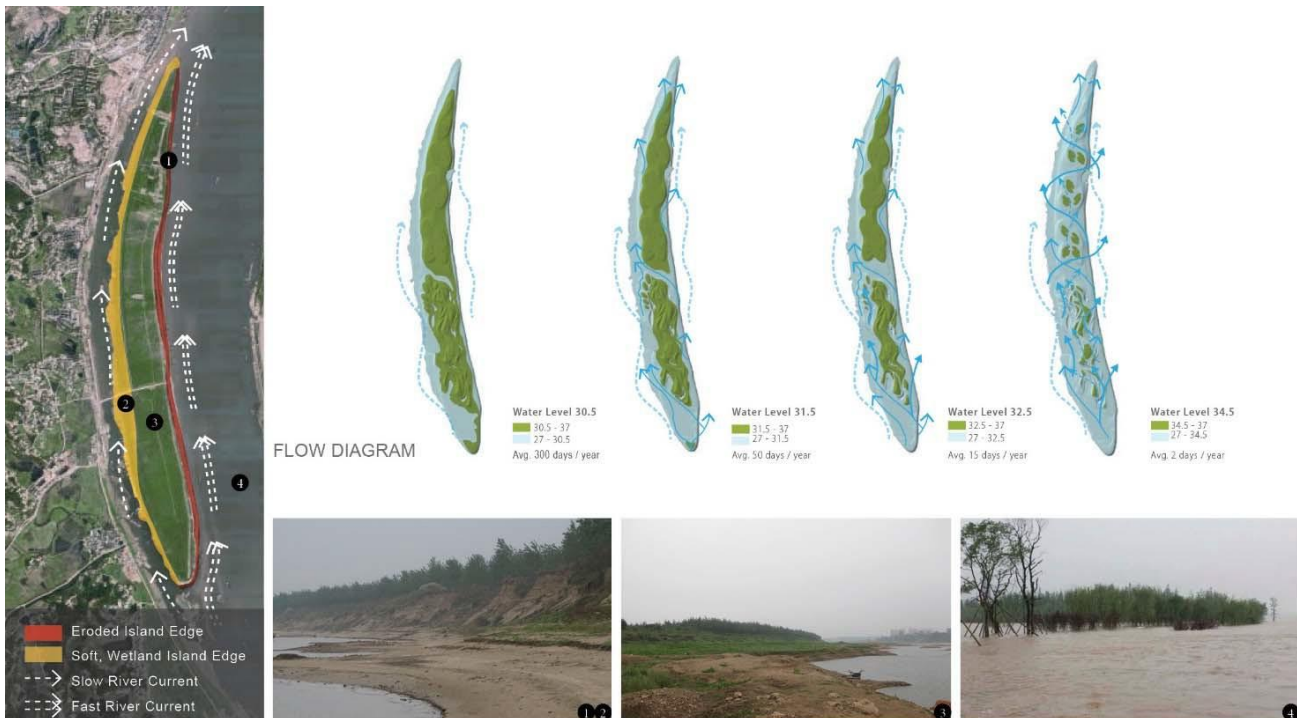 1
2
3
4
Eroded Island Edge
Soft, Wetland Island Edge
Slow River Current
Fast River Current
FLOW DIAGRAM
Water Level 30.5
30.5 - 37
27 - 30.5
Avg. 300 days / year
Water Level 31.5
31.5 - 37
27 - 31.5
Avg. 50 days / year
Water Level 32.5
32.5 - 37
27 - 32.5
Avg. 15 days / year
Water Level 34.5
34.5 - 37
27 - 34.5
Avg. 2 days / year
1,2
3
4